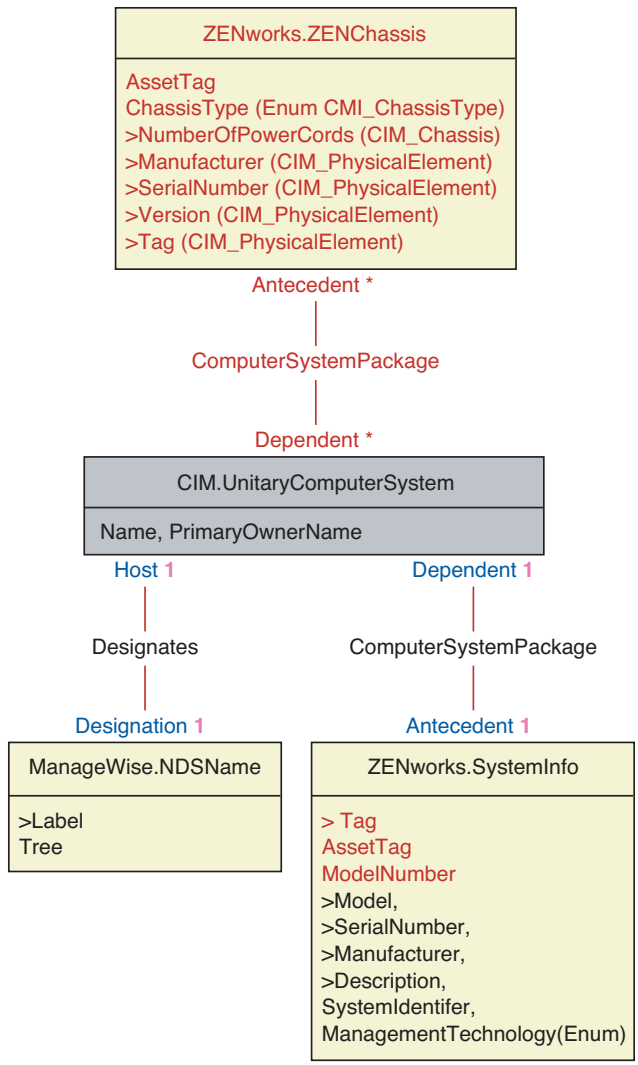 ZENworks.ZENChassis
AssetTag
ChassisType (Enum CMI_ChassisType)
>NumberOfPowerCords (CIM_Chassis)
>Manufacturer (CIM_PhysicalElement)
>SerialNumber (CIM_PhysicalElement)
>Version (CIM_PhysicalElement)
>Tag (CIM_PhysicalElement)
Antecedent *
ComputerSystemPackage
Dependent *
CIM.UnitaryComputerSystem
Name, PrimaryOwnerName
Host 1
Dependent 1
Designates
ComputerSystemPackage
Designation 1
Antecedent 1
ManageWise.NDSName
>Label
Tree
ZENworks.SystemInfo
> Tag
AssetTag
ModelNumber
>Model,
>SerialNumber,
>Manufacturer,
>Description,
SystemIdentifer,
ManagementTechnology(Enum)